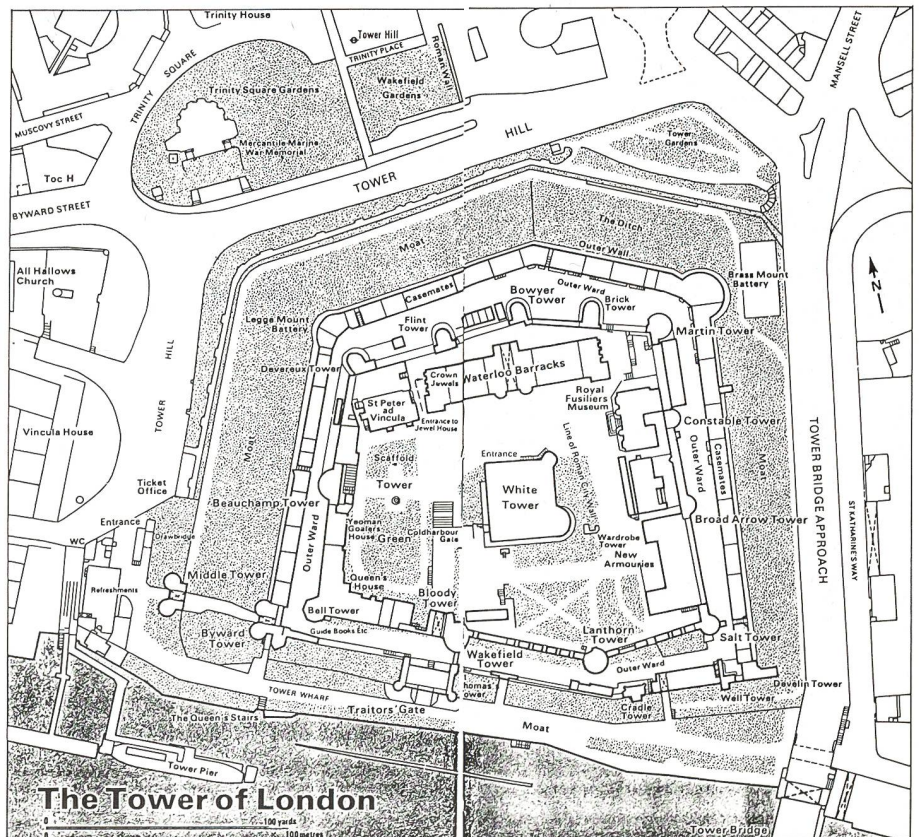 Trinity House
Tower Hill
TRINITY PLACE
Roman Wall
MANSELL STREET
TRINITY SQUARE
Wakefield
Gardens
Trinity Square Gardens
MUSCOVY STREET
HILL
Tower
Gardens
Mercantile Marine
War Memorial
Toc H
TOWER
BYWARD STREET
The Ditch
Moat
Outer Wall
All Hallows
Church
Brass Mount
Battery
Casemates
Outer Ward
Bowyer
Tower
Brick
Tower
N
Legge Mount
Battery
Flint
Tower
Martin Tower
HILL
Devereux Tower
Waterloo Barracks
Crown
Jewels
Royal
Fusiliers
Museum
St Peter
ad
Vincula
Entrance to
Jewel House
TOWER
Vincula House
Constable Tower
Line of Roman City Wall
Moat
Scaffold
Outer Ward
Casemates
Moat
TOWER BRIDGE APPROACH
Entrance
Ticket
Office
Tower
White
Tower
Beauchamp Tower
ST KATHARINE'S WAY
Entrance
Yeoman
Goalers
House
Green
Coldharbour
Gate
Broad Arrow Tower
Drawbridge
WC
Outer Ward
Wardrobe
Tower
New
Armouries
Middle Tower
Queen's
House
Refreshments
Bloody
Tower
Bell Tower
Byward
Tower
Guide Books Etc
Lanthorn
Tower
Salt Tower
Wakefield
Tower
Outer Ward
Develin Tower
TOWER WHARF
homas's
ower
Well Tower
Traitors' Gate
Cradle
Tower
The Queen's Stairs
Moat
Tower Pier
The Tower of London
0 100 yards
0 100 metres
Tower Bridge